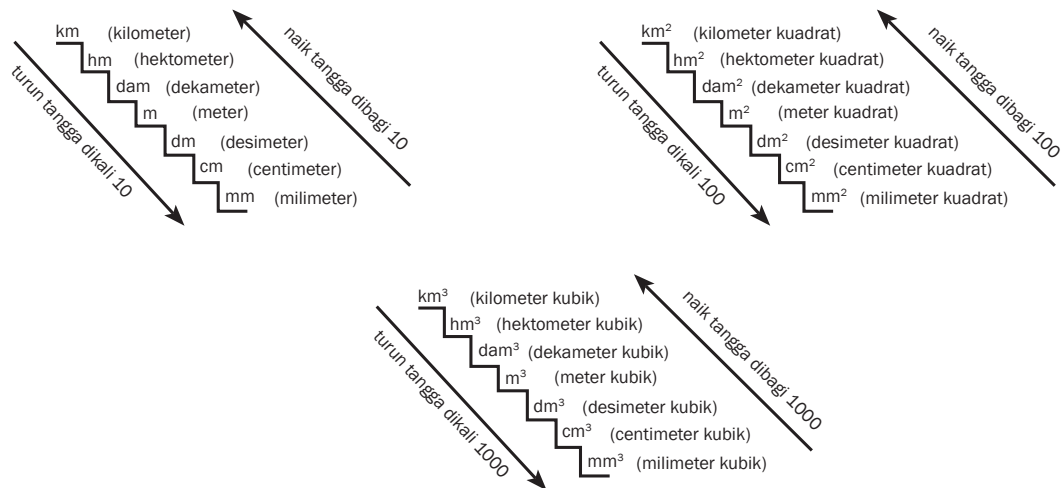 km (kilometer)
hm (hektometer)
dam (dekameter)
m (meter)
dm (desimeter)
cm (centimeter)
mm (milimeter)
turun tangga dikali 10
naik tangga dibagi 10
km² (kilometer kuadrat)
hm² (hektometer kuadrat)
dam² (dekameter kuadrat)
m² (meter kuadrat)
dm² (desimeter kuadrat)
cm² (centimeter kuadrat)
mm² (milimeter kuadrat)
turun tangga dikali 100
naik tangga dibagi 100
km³ (kilometer kubik)
hm³ (hektometer kubik)
dam³ (dekameter kubik)
m³ (meter kubik)
dm³ (desimeter kubik)
cm³ (centimeter kubik)
mm³ (milimeter kubik)
turun tangga dikali 1000
naik tangga dibagi 1000